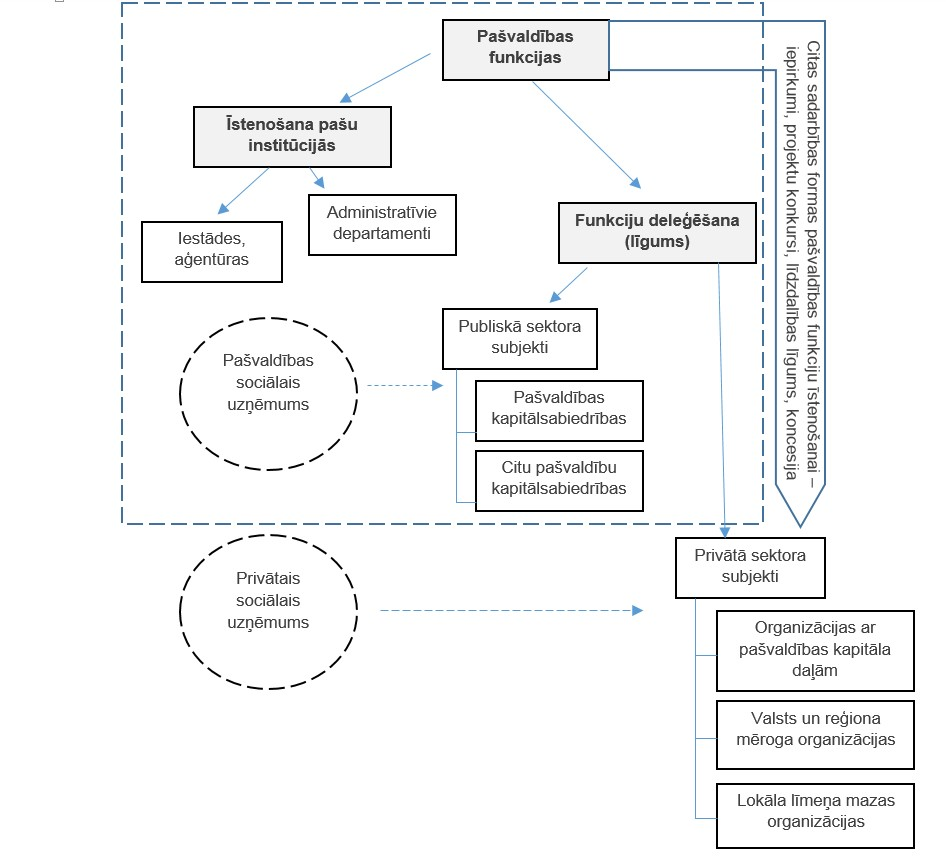 Pašvaldības
funkcijas
Citas sadarbības formas pašvaldības funkciju īstenošanai –
iepirkumi, projektu konkursi, līdzdalības līgums, koncesija
Īstenošana pašu
institūcijās
Iestādes,
aģentūras
Administratīvie
departamenti
Funkciju deleģēšana
(līgums)
Publiskā sektora
subjekti
Pašvaldības
sociālais
uzņēmums
Pašvaldības
kapitālsabiedrības
Citu pašvaldību
kapitālsabiedrības
Privātā sektora
subjekti
Privātais
sociālais
uzņēmums
Organizācijas ar
pašvaldības kapitāla
daļām
Valsts un reģiona
mēroga organizācijas
Lokāla līmeņa mazas
organizācijas